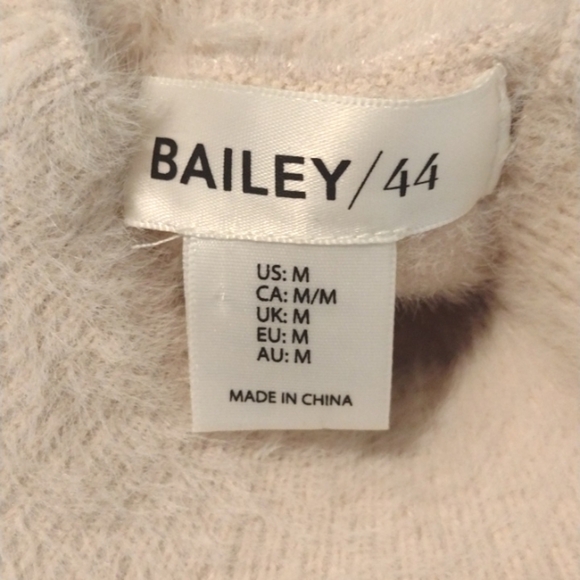 BAILEY/44
US: M
CA: M/M
UK: M
EU: M
AU: M
MADE IN CHINA